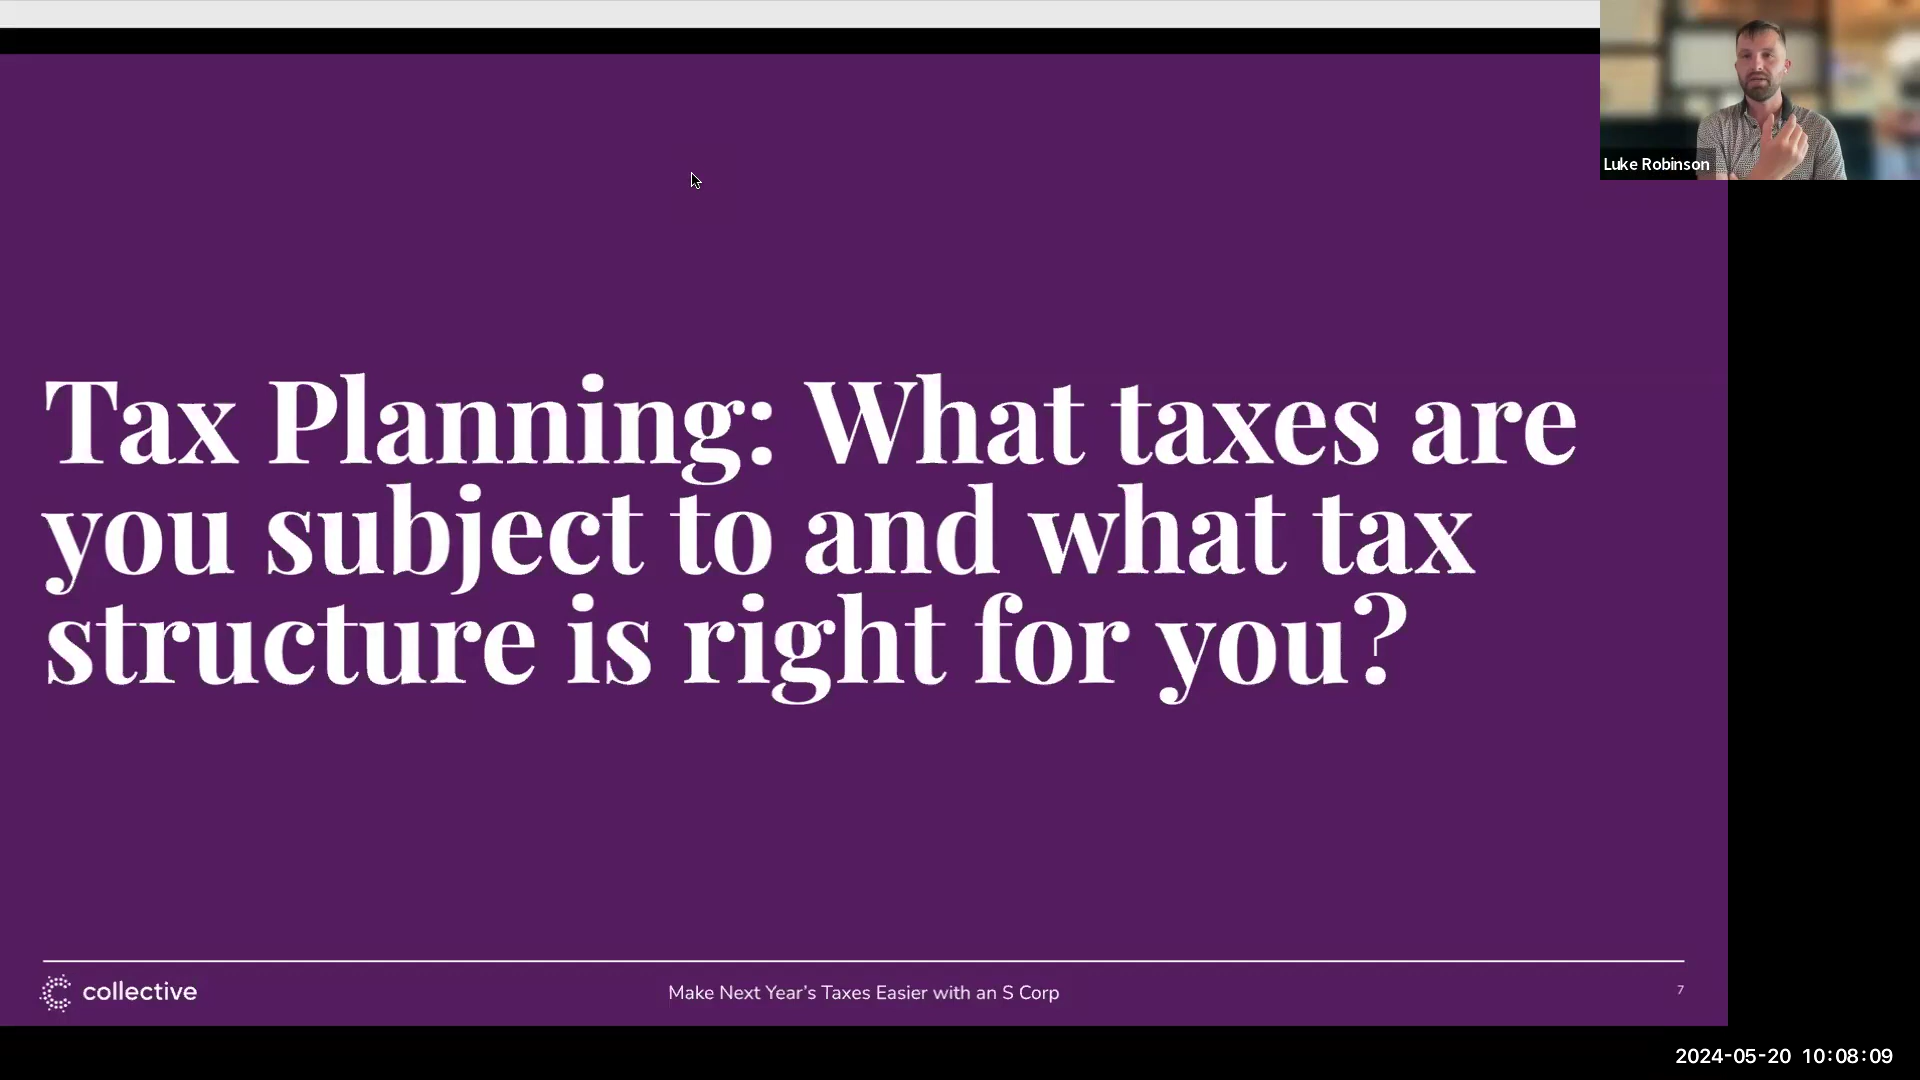 Luke Robinson
Tax Planning: What taxes are
you subject to and what tax
structure is right for you?
collective
Make Next Year’s Taxes Easier with an S Corp
7
2024-05-20 10:08:09